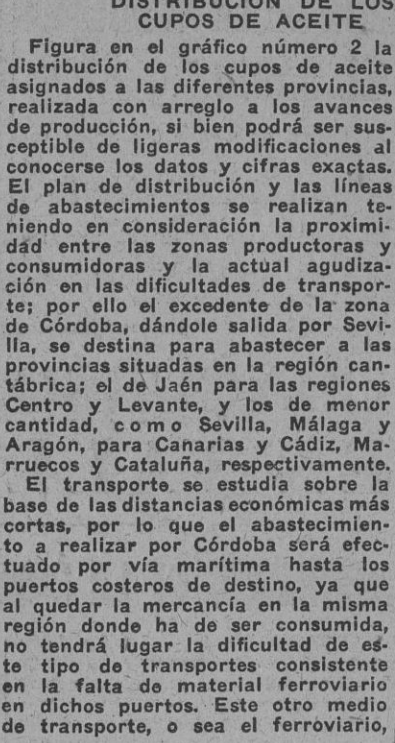 DISTRIBUCION DE LOS
CUPOS DE ACEITE
Figura en el gráfico número 2 la
distribución de los cupos de aceite
asignados a las diferentes provincias,
realizada con arreglo a los avances
de producción, si bien podrá ser sus-
ceptible de ligeras modificaciones al
conocerse los datos y cifras exactas.
El plan de distribución y las líneas
de abastecimientos se realizan te-
niendo en consideración la proximi-
dad entre las zonas productoras y
consumidoras y la actual agudiza-
ción en las dificultades de transpor-
te; por ello el excedente de la zona
de Córdoba, dándole salida por Sevi-
lla, se destina para abastecer a las
provincias situadas en la región can-
tábrica; el de Jaén para las regiones
Centro y Levante, y los de menor
cantidad, como Sevilla, Málaga y
Aragón, para Canarias y Cádiz, Ma-
rruecos y Cataluña, respectivamente.
El transporte se estudia sobre la
base de las distancias económicas más
cortas, por lo que el abastecimien-
to a realizar por Córdoba será efec-
tuado por vía marítima hasta los
puertos costeros de destino, ya que
al quedar la mercancía en la misma
región donde ha de ser consumida,
no tendrá lugar la dificultad de es-
te tipo de transportes consistente
en la falta de material ferroviario
en dichos puertos. Este otro medio
de transporte, o sea el ferroviario,